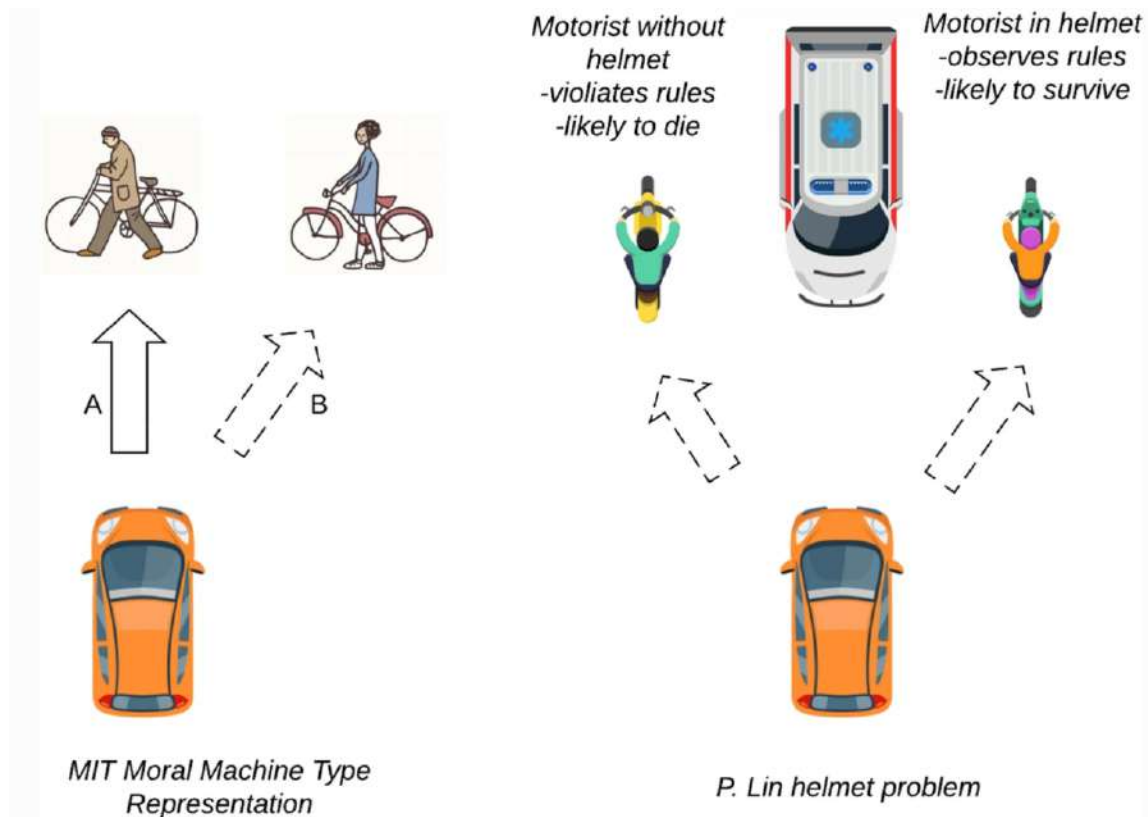 Motorist without
helmet
-violiates rules
-likely to die
Motorist in helmet
-observes rules
-likely to survive
A
B
MIT Moral Machine Type
Representation
P. Lin helmet problem